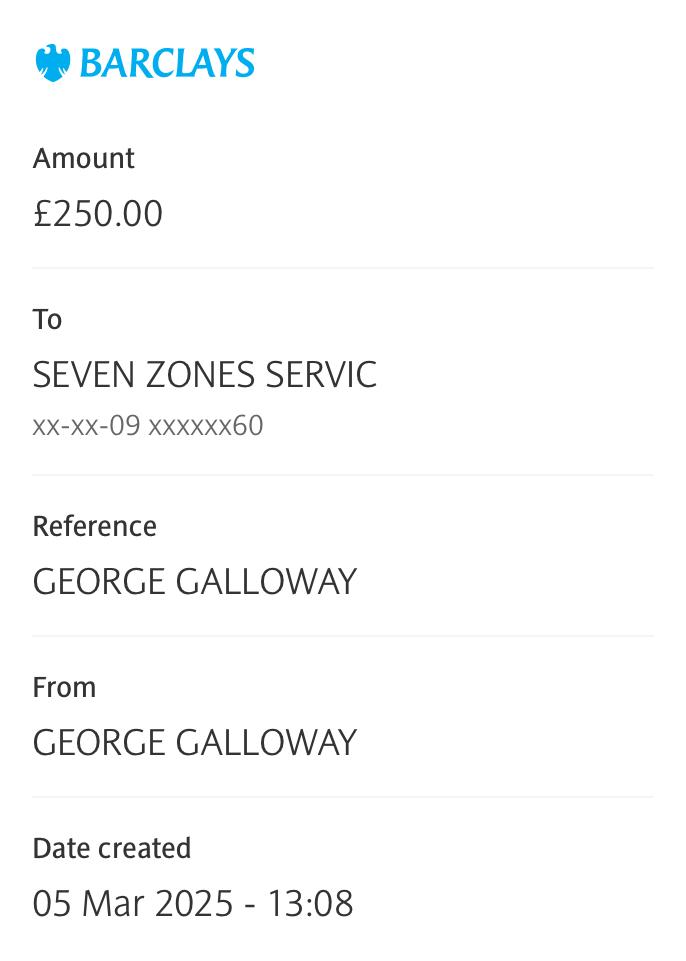 BARCLAYS
Amount
£250.00
To
SEVEN ZONES SERVIC
xx-xx-09 xxxxxx60
Reference
GEORGE GALLOWAY
From
GEORGE GALLOWAY
Date created
05 Mar 2025 - 13:08